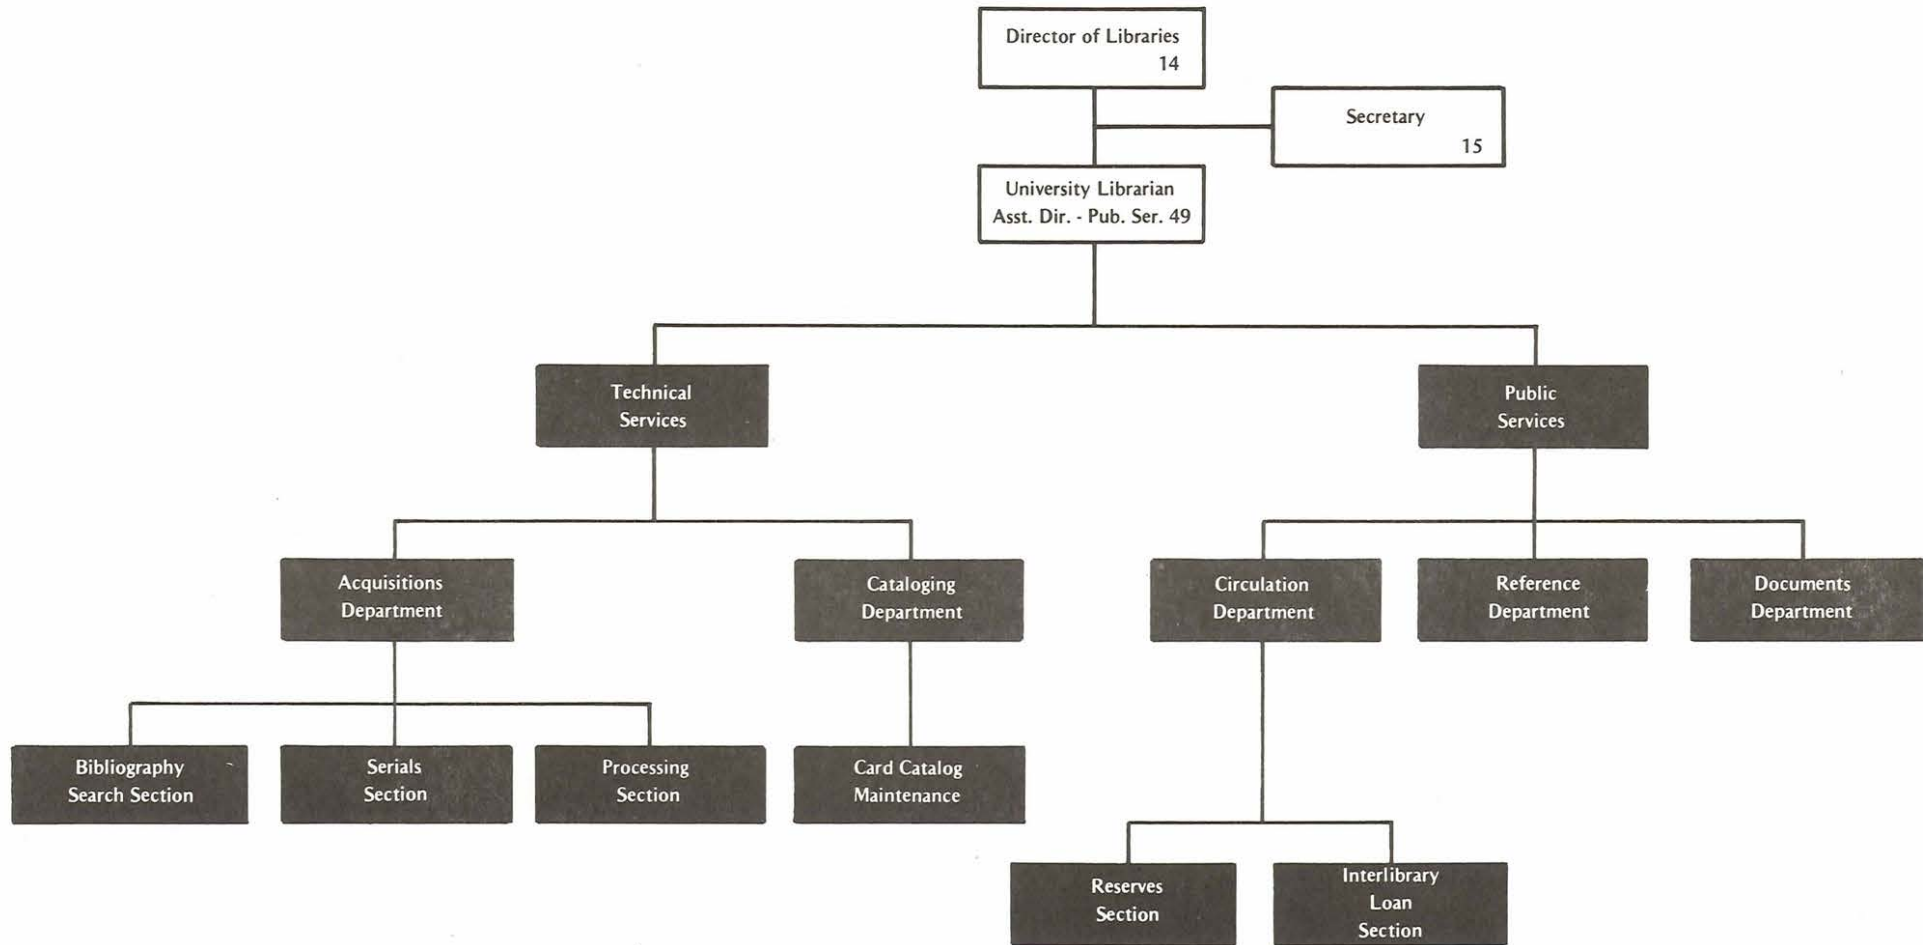 Director of Libraries
14
Secretary
15
University Librarian
Asst. Dir. - Pub. Ser. 49
Technical
Services
Public
Services
Acquisitions
Department
Cataloging
Department
Circulation
Department
Reference
Department
Documents
Department
Bibliography
Search Section
Serials
Section
Processing
Section
Card Catalog
Maintenance
Reserves
Section
Interlibrary
Loan
Section